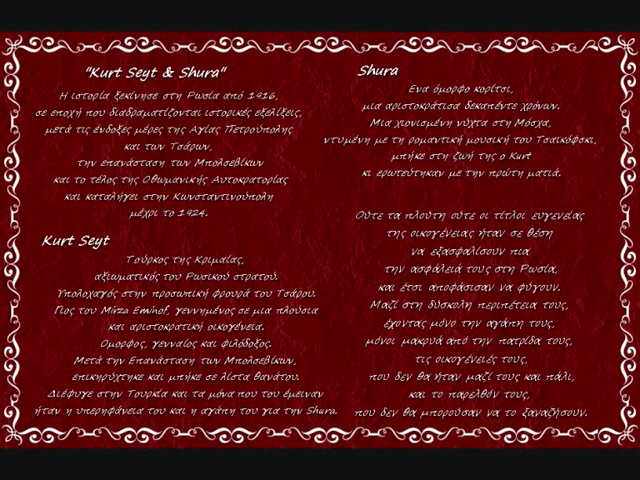 "Kurt Seyt & Shura"
Η ιστορία ξεκίνησε στη Ρωσία από 1916,
σε εποχή που διαδραματίζονται ιστορικές εξελίξεις,
μετά τις ένδοξες μέρες της Αγίας Πετρούπολης
και των Τσάρων,
την επανάσταση των Μπολσεβίκων
και το τέλος της Οθωμανικής Αυτοκρατορίας
και καταλήγει στην Κωνσταντινούπολη
μέχρι το 1924.
Kurt Seyt
Τούρκος της Κριμαίας,
αξιωματικός του Ρωσικού στρατού.
Υπολοχαγός στην προσωπική φρουρά του Τσάρου.
Γιος του Mirza Eminof, γεννημένος σε μια πλούσια
και αριστοκρατική οικογένεια.
Ομορφος, γενναίος και φιλόδοξος.
Μετά την Επανάσταση των Μπολσεβίκων,
επικηρύχτηκε και μπήκε σε λίστα θανάτου.
Διέφυγε στην Τουρκία και τα μόνα που του έμειναν
ήταν η υπερηφάνεια του και η αγάπη του για την Shura.
Shura
Ενα όμορφο κορίτσι,
μια αριστοκράτισα δεκαπέντε χρόνων.
Μια χιονισμένη νύχτα στη Μόσχα,
ντυμένη με τη ρομαντική μουσική του Τσαικόφσκι,
μπήκε στη ζωή της ο Kurt
κι ερωτεύτηκαν με την πρώτη ματιά.
Ούτε τα πλούτη ούτε οι τίτλοι ευγενείας
της οικογένειας ήταν σε θέση
να εξασφαλίσουν πια
την ασφάλειά τους στη Ρωσία,
και έτσι αποφάσισαν να φύγουν.
Μαζί στη δύσκολη περιπέτεια τους,
έχοντας μόνο την αγάπη τους,
μόνοι μακρυά από την πατρίδα τους,
τις οικογένειές τους,
που δεν θα ήταν μαζί τους και πάλι,
και το παρελθόν τους,
που δεν θα μπορούσαν να το ξαναζήσουν.